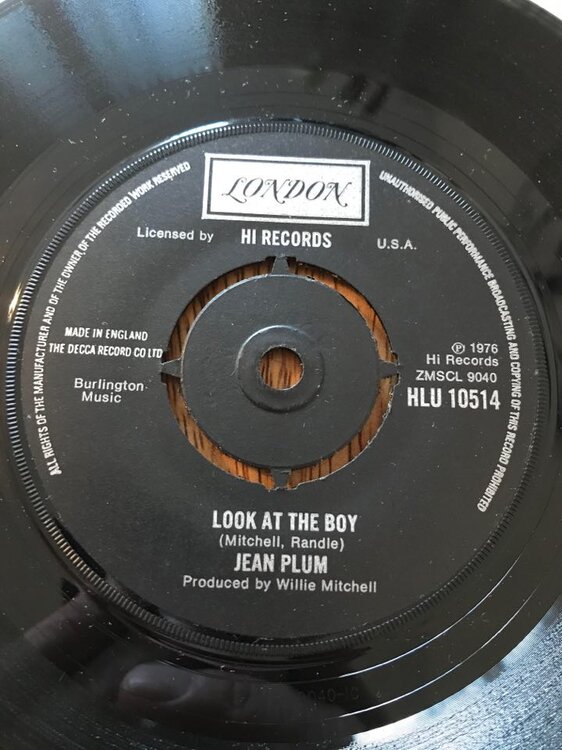 LONDON
Licensed by HI RECORDS U.S.A.
ALL RIGHTS OF THE MANUFACTURER AND OF THE OWNER OF THE RECORDED WORK RESERVED
UNAUTHORISED PUBLIC PERFORMANCE BROADCASTING AND COPYING OF THIS RECORD PROHIBITED
MADE IN ENGLAND
THE DECCA RECORD CO LTD
Burlington
Music
℗ 1976
Hi Records
ZMSCL 9040
HLU 10514
LOOK AT THE BOY
(Mitchell, Randle)
JEAN PLUM
Produced by Willie Mitchell